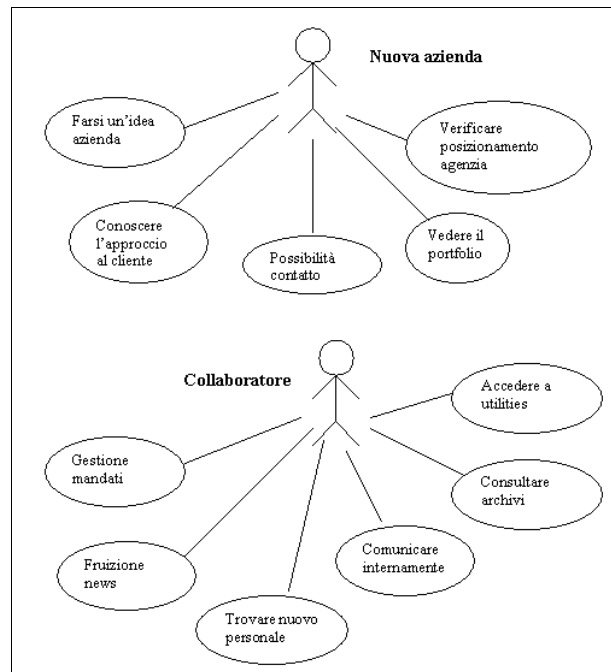 Nuova azienda
Farsi un'idea
azienda
Verificare
posizionamento
agenzia
Conoscere
l'approccio
al cliente
Possibilità
contatto
Vedere il
portfolio
Collaboratore
Accedere a
utilities
Gestione
mandati
Consultare
archivi
Fruizione
news
Comunicare
internamente
Trovare nuovo
personale